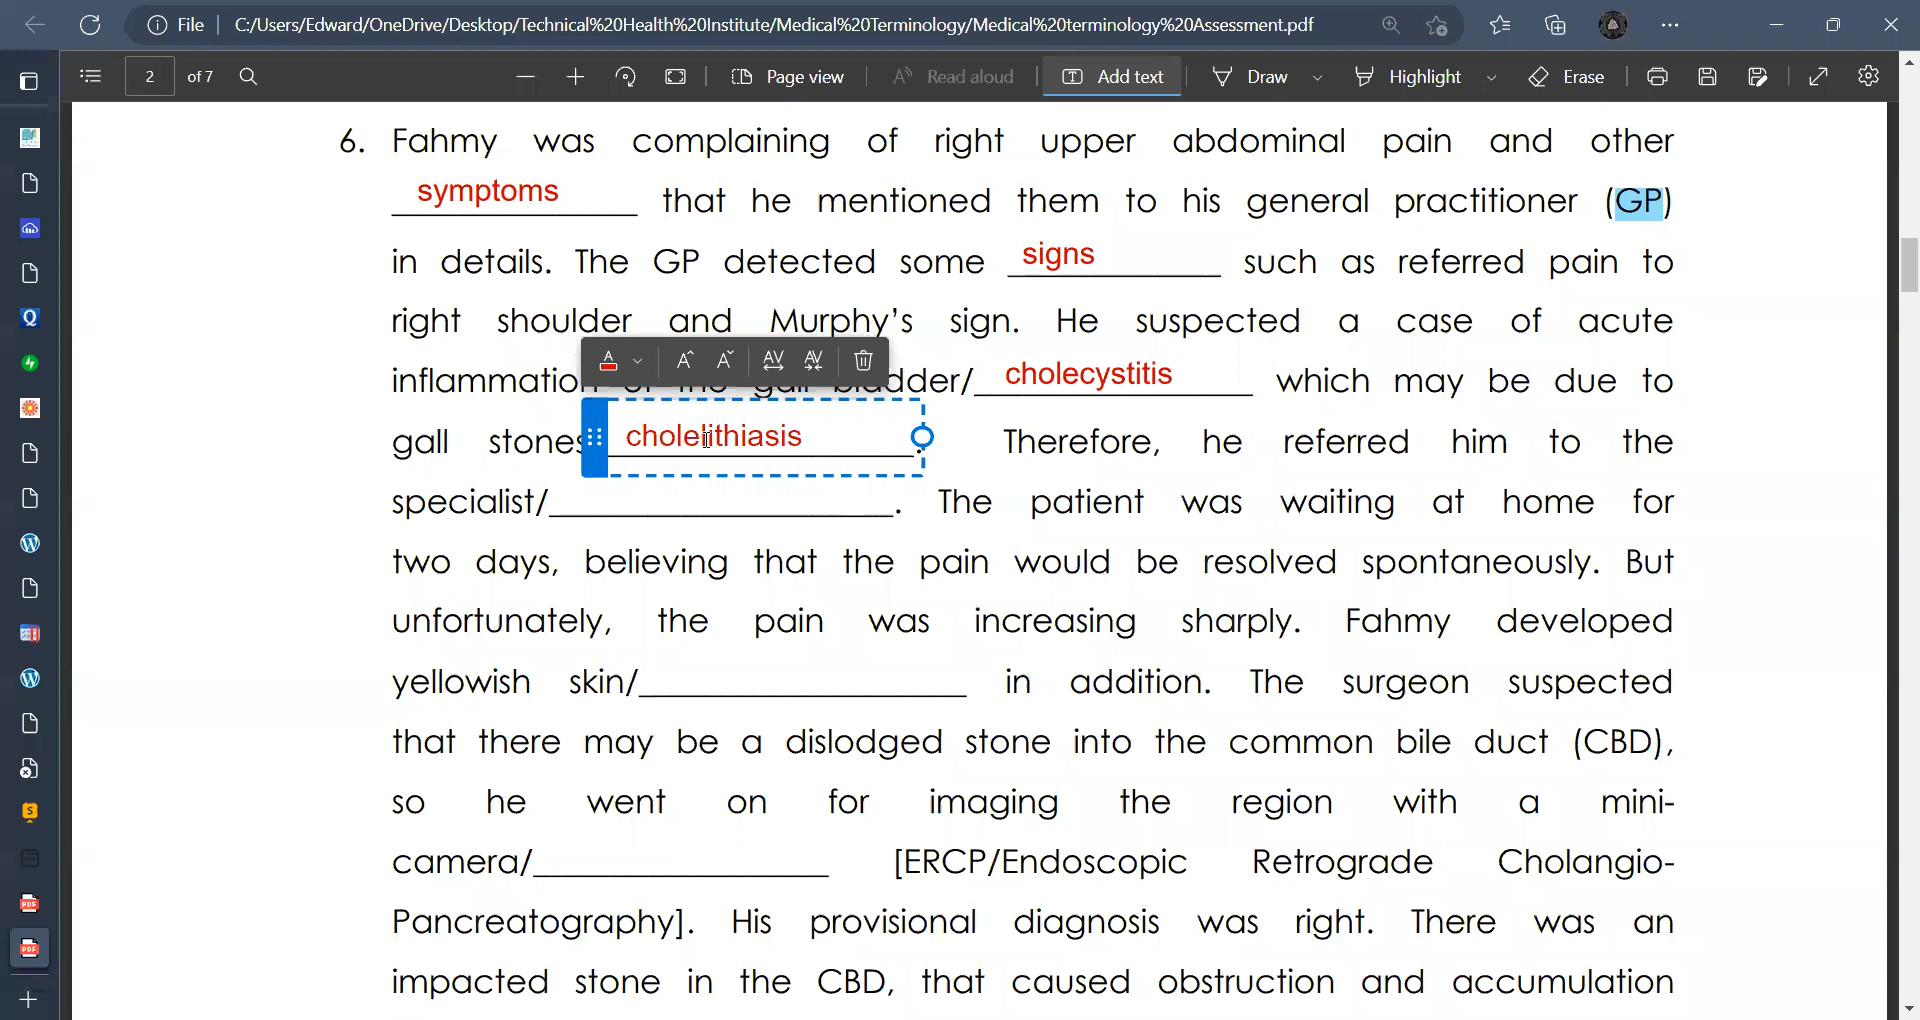 File C:/Users/Edward/OneDrive/Desktop/Technical%20Health%20Institute/Medical%20Terminology/Medical%20terminology%20Assessment.pdf
2 of 7 Page view Read aloud Add text Draw Highlight Erase
6. Fahmy was complaining of right upper abdominal pain and other
symptoms that he mentioned them to his general practitioner (GP)
in details. The GP detected some signs such as referred pain to
right shoulder and Murphy's sign. He suspected a case of acute
inflammation of the gall bladder/ cholecystitis which may be due to
gall stones cholelithiasis. Therefore, he referred him to the
specialist/____________________. The patient was waiting at home for
two days, believing that the pain would be resolved spontaneously. But
unfortunately, the pain was increasing sharply. Fahmy developed
yellowish skin/____________________ in addition. The surgeon suspected
that there may be a dislodged stone into the common bile duct (CBD),
so he went on for imaging the region with a mini-
camera/__________________ [ERCP/Endoscopic Retrograde Cholangio-
Pancreatography]. His provisional diagnosis was right. There was an
impacted stone in the CBD, that caused obstruction and accumulation